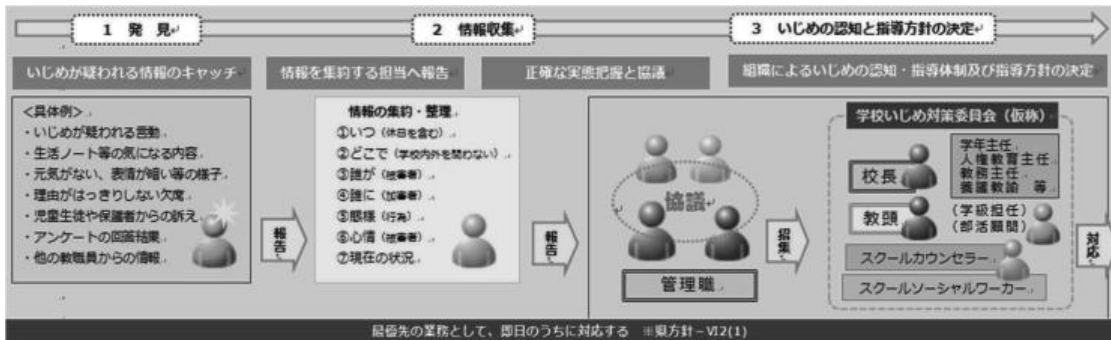 1 発見
2 情報収集
3 いじめの認知と指導方針の決定
いじめが疑われる情報のキャッチ
情報を集約する担当へ報告
正確な実態把握と協議
組織によるいじめの認知・指導体制及び指導方針の決定
<具体例>
・いじめが疑われる言動
・生活ノート等の気になる内容
・元気がない、表情が暗い等の様子
・理由がはっきりしない欠席
・児童生徒や保護者からの訴え
・アンケートの回答結果
・他の教職員からの情報
報告
情報の集約・整理
①いつ（休日を含む）
②どこで（学校内外を問わない）
③誰が（被害者）
④誰に（加害者）
⑤態様（行為）
⑥心情（被害者）
⑦現在の状況
報告
協議
管理職
招集
学校いじめ対策委員会（仮称）
校長
学年主任
人権教育主任
教務主任
養護教諭 等
教頭
（学級担任）
（部活顧問）
スクールカウンセラー
スクールソーシャルワーカー
対応
最優先の業務として、即日のうちに対応する ※県方針－Ⅵ2(1)